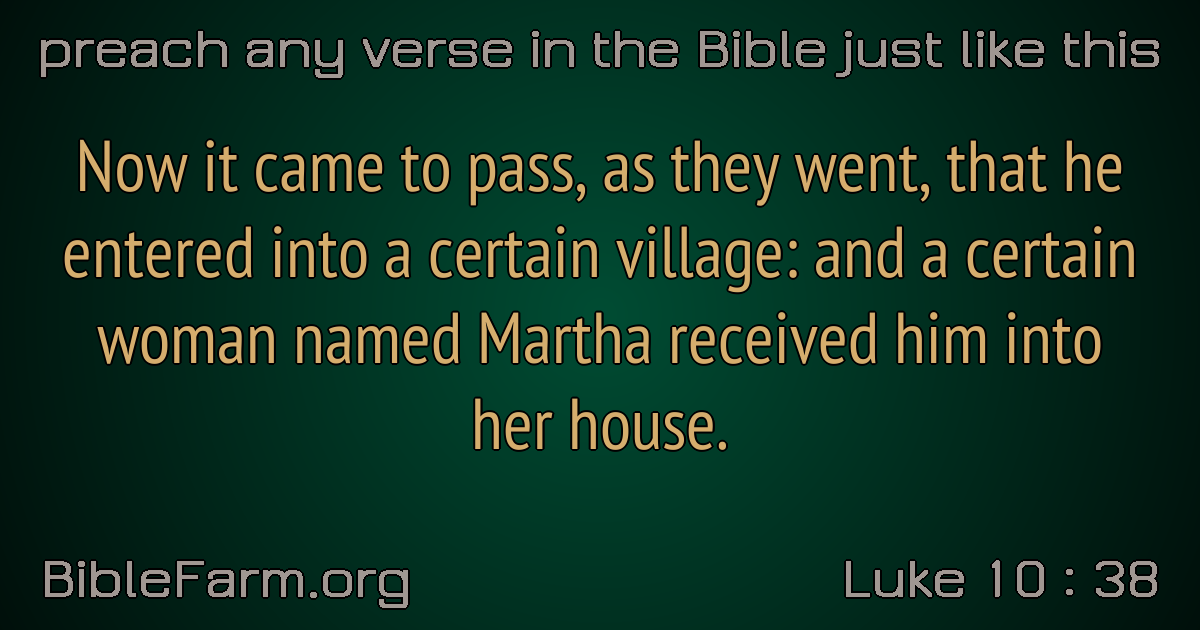 preach any verse in the Bible just like this
Now it came to pass, as they went, that he
entered into a certain village: and a certain
woman named Martha received him into
her house.
BibleFarm.org
Luke 10 : 38